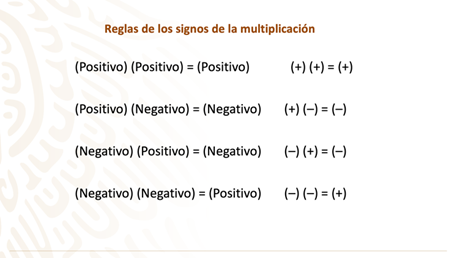 Reglas de los signos de la multiplicación
(Positivo) (Positivo) = (Positivo) (+) (+) = (+)
(Positivo) (Negativo) = (Negativo) (+) (–) = (–)
(Negativo) (Positivo) = (Negativo) (–) (+) = (–)
(Negativo) (Negativo) = (Positivo) (–) (–) = (+)